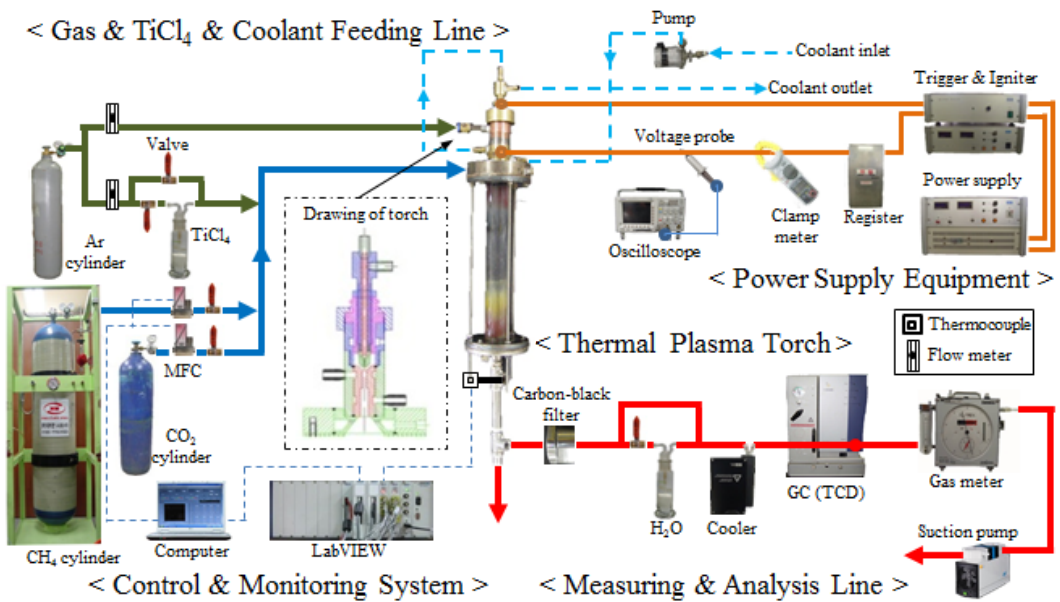 < Gas & TiCl4 & Coolant Feeding Line >
Pump
Coolant inlet
Coolant outlet
Trigger & Igniter
Valve
Voltage probe
Drawing of torch
Power supply
TiCl4
Ar
cylinder
Oscilloscope
Clamp
meter
Register
< Power Supply Equipment >
MFC
< Thermal Plasma Torch >
Thermocouple
Flow meter
Carbon-black
filter
CO2
cylinder
GC (TCD)
Gas meter
H2O
Cooler
Suction pump
CH4 cylinder
Computer
LabVIEW
< Control & Monitoring System >
< Measuring & Analysis Line >